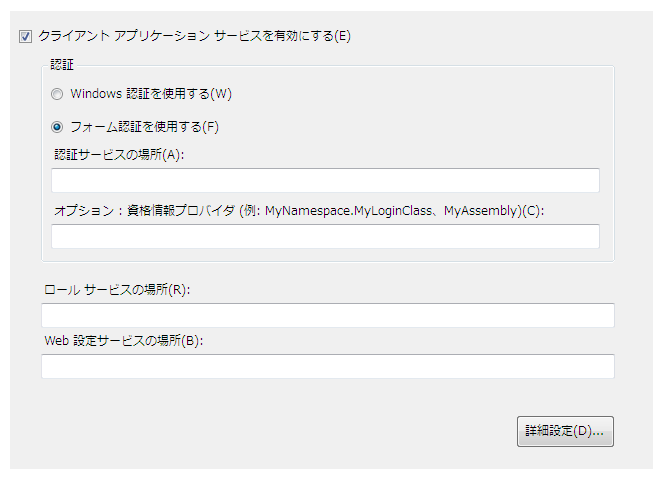 クライアント アプリケーション サービスを有効にする(E)
認証
Windows 認証を使用する(W)
フォーム認証を使用する(F)
認証サービスの場所(A):
オプション : 資格情報プロバイダ (例: MyNamespace.MyLoginClass、MyAssembly)(C):
ロール サービスの場所(R):
Web 設定サービスの場所(B):
詳細設定(D)...